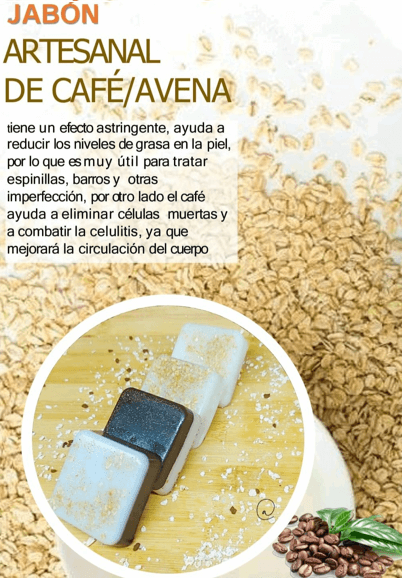 JABÓN
ARTESANAL
DE CAFÉ/AVENA
tiene un efecto astringente, ayuda a
reducir los niveles de grasa en la piel,
por lo que es muy útil para tratar
espinillas, barros y otras
imperfección, por otro lado el café
ayuda a eliminar células muertas y
a combatir la celulitis, ya que
mejorará la circulación del cuerpo